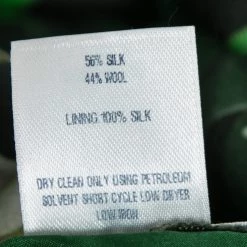 56% SILK
44% WOOL
LINING 100% SILK
DRY CLEAN ONLY USING PETROLEUM
SOLVENT SHORT CYCLE LOW DRYER
LOW IRON